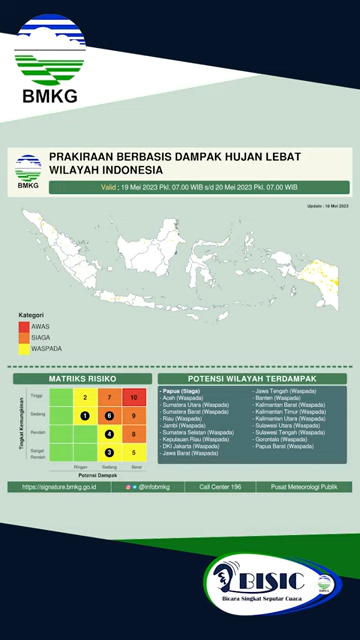 BMKG
BMKG
PRAKIRAAN BERBASIS DAMPAK HUJAN LEBAT
WILAYAH INDONESIA
Valid : 19 Mei 2023 Pkl. 07.00 WIB s/d 20 Mei 2023 Pkl. 07.00 WIB
Update : 18 Mei 2023
Kategori
AWAS
SIAGA
WASPADA
MATRIKS RISIKO
Tingkat Kemungkinan
Tinggi
2 7 10
Sedang
1 6 9
Rendah
4 8
Sangat Rendah
3 5
Ringan Sedang Berat
Potensi Dampak
POTENSI WILAYAH TERDAMPAK
- Papua (Siaga)
- Aceh (Waspada)
- Sumatera Utara (Waspada)
- Sumatera Barat (Waspada)
- Riau (Waspada)
- Jambi (Waspada)
- Sumatera Selatan (Waspada)
- Kepulauan Riau (Waspada)
- DKI Jakarta (Waspada)
- Jawa Barat (Waspada)
- Jawa Tengah (Waspada)
- Banten (Waspada)
- Kalimantan Barat (Waspada)
- Kalimantan Timur (Waspada)
- Kalimantan Utara (Waspada)
- Sulawesi Utara (Waspada)
- Sulawesi Tengah (Waspada)
- Gorontalo (Waspada)
- Papua Barat (Waspada)
https://signature.bmkg.go.id
@infobmkg
Call Center 196
Pusat Meteorologi Publik
BISIC
Bicara Singkat Seputar Cuaca